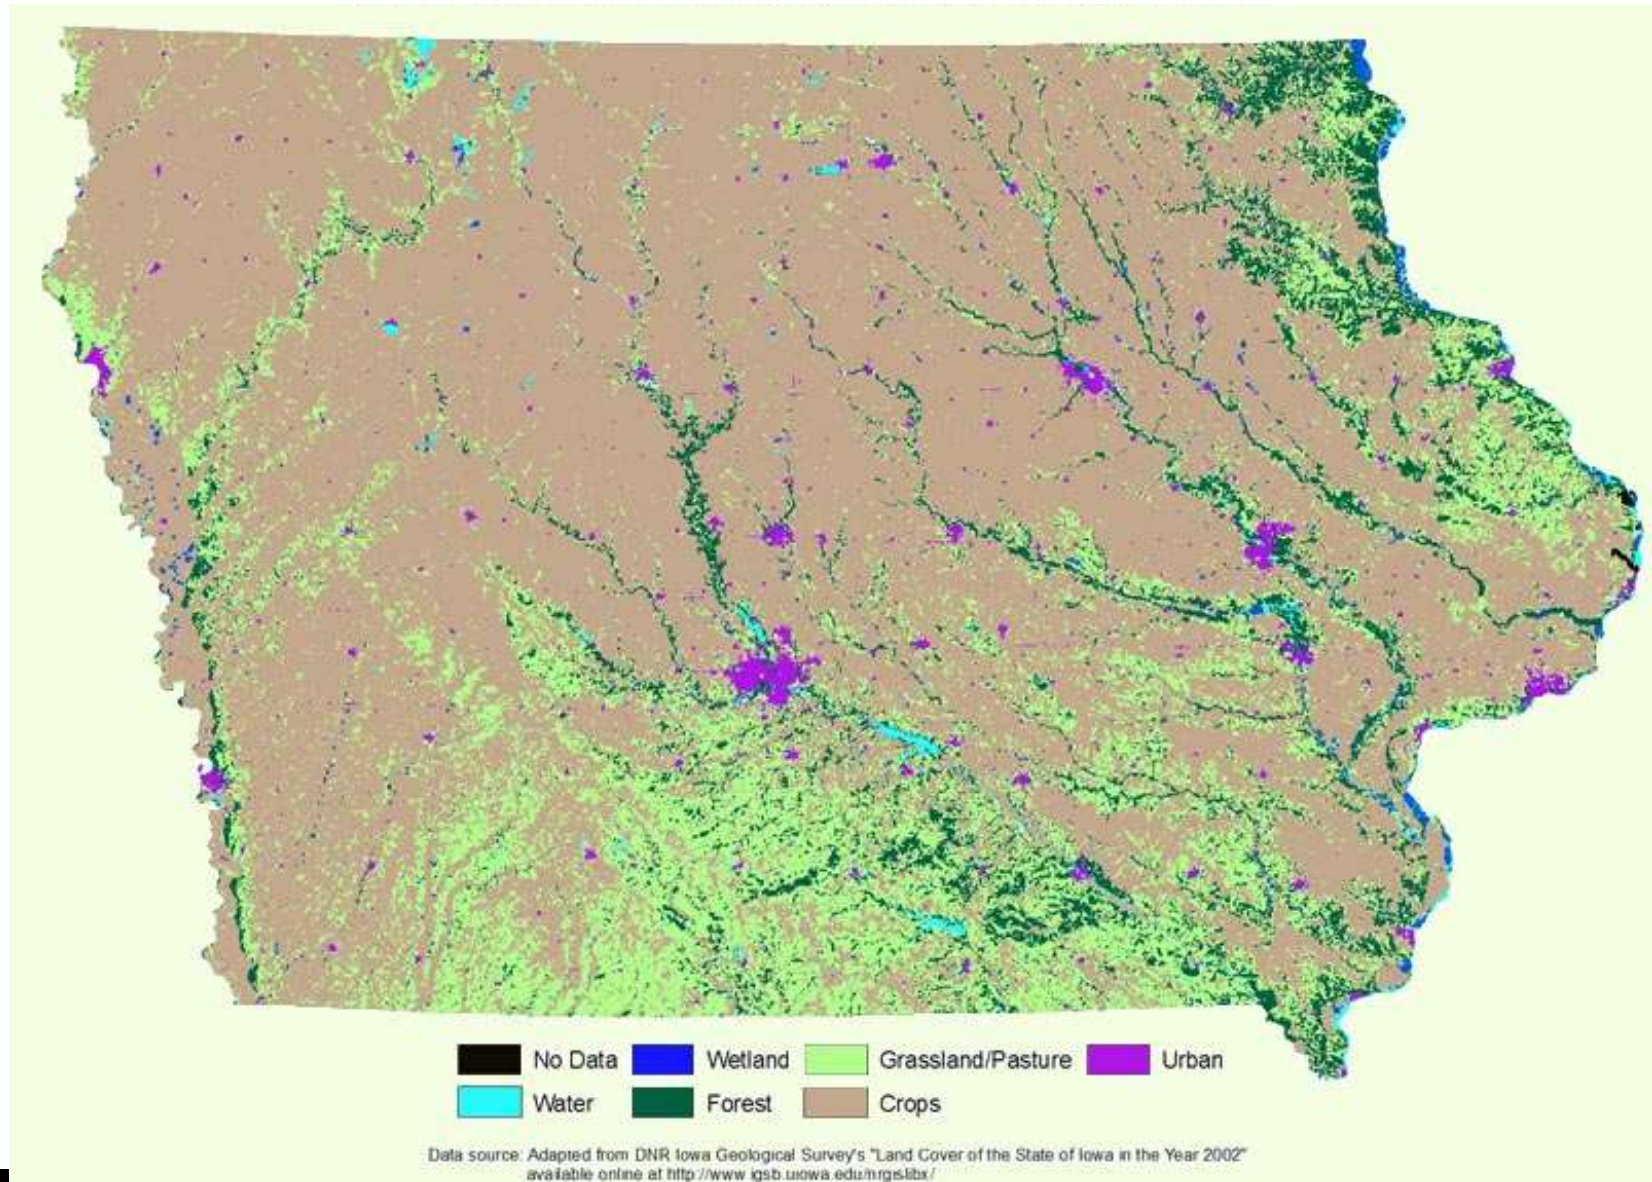 No Data Wetland Grassland/Pasture Urban
Water Forest Crops
Data source: Adapted from DNR Iowa Geological Survey's "Land Cover of the State of Iowa in the Year 2002"
available online at http://www.igsb.uiowa.edu/nrgislibx/